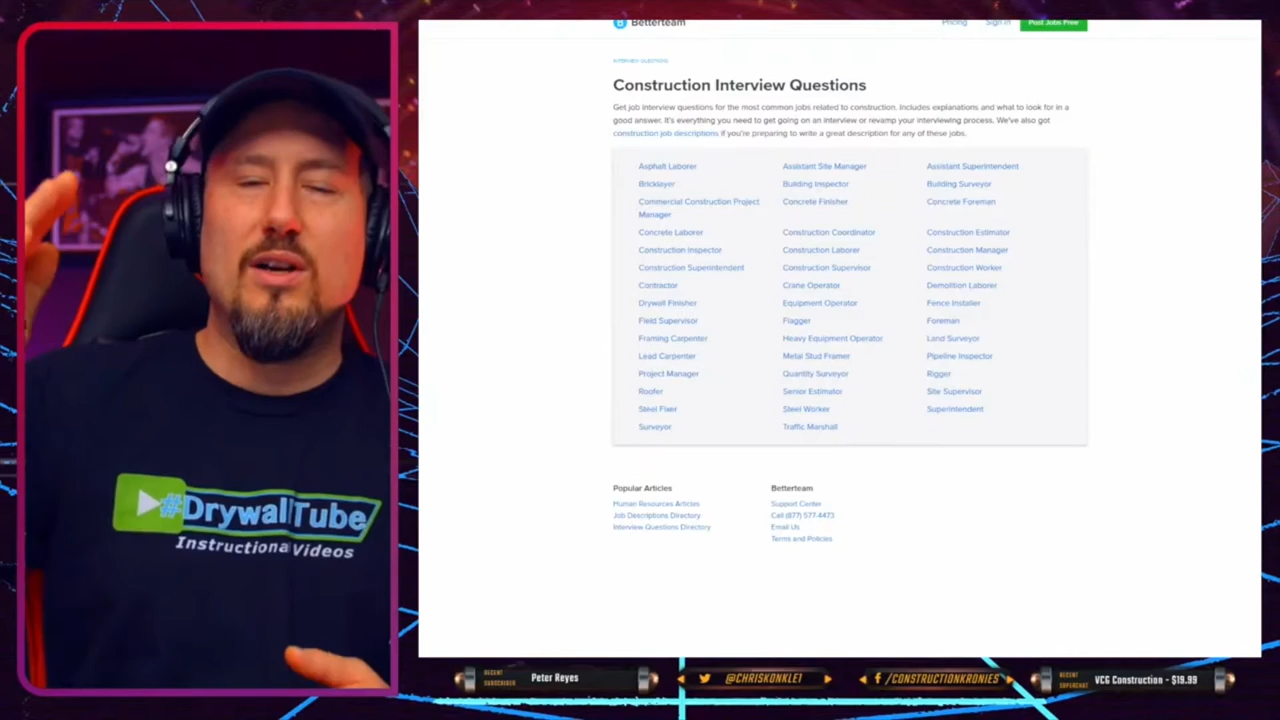 Betterteam
Pricing
Sign In
Post Jobs Free
INTERVIEW QUESTIONS
Construction Interview Questions
Get job interview questions for the most common jobs related to construction. Includes explanations and what to look for in a
good answer. It's everything you need to get going on an interview or revamp your interviewing process. We've also got
construction job descriptions if you're preparing to write a great description for any of these jobs.
Asphalt Laborer
Assistant Site Manager
Assistant Superintendent
Bricklayer
Building Inspector
Building Surveyor
Commercial Construction Project
Manager
Concrete Finisher
Concrete Foreman
Concrete Laborer
Construction Coordinator
Construction Estimator
Construction Inspector
Construction Laborer
Construction Manager
Construction Superintendent
Construction Supervisor
Construction Worker
Contractor
Crane Operator
Demolition Laborer
Drywall Finisher
Equipment Operator
Fence Installer
Field Supervisor
Flagger
Foreman
Framing Carpenter
Heavy Equipment Operator
Land Surveyor
Lead Carpenter
Metal Stud Framer
Pipeline Inspector
Project Manager
Quantity Surveyor
Rigger
Roofer
Senior Estimator
Site Supervisor
Steel Fixer
Steel Worker
Superintendent
Surveyor
Traffic Marshall
Popular Articles
Human Resources Articles
Job Descriptions Directory
Interview Questions Directory
Betterteam
Support Center
Call (877) 577-4473
Email Us
Terms and Policies
#DrywallTube
Instructional Videos
RECENT
SUBSCRIBER
Peter Reyes
@CHRISKONKLE1
/CONSTRUCTIONKRONIES
RECENT
SUPERCHAT
VCG Construction - $19.99